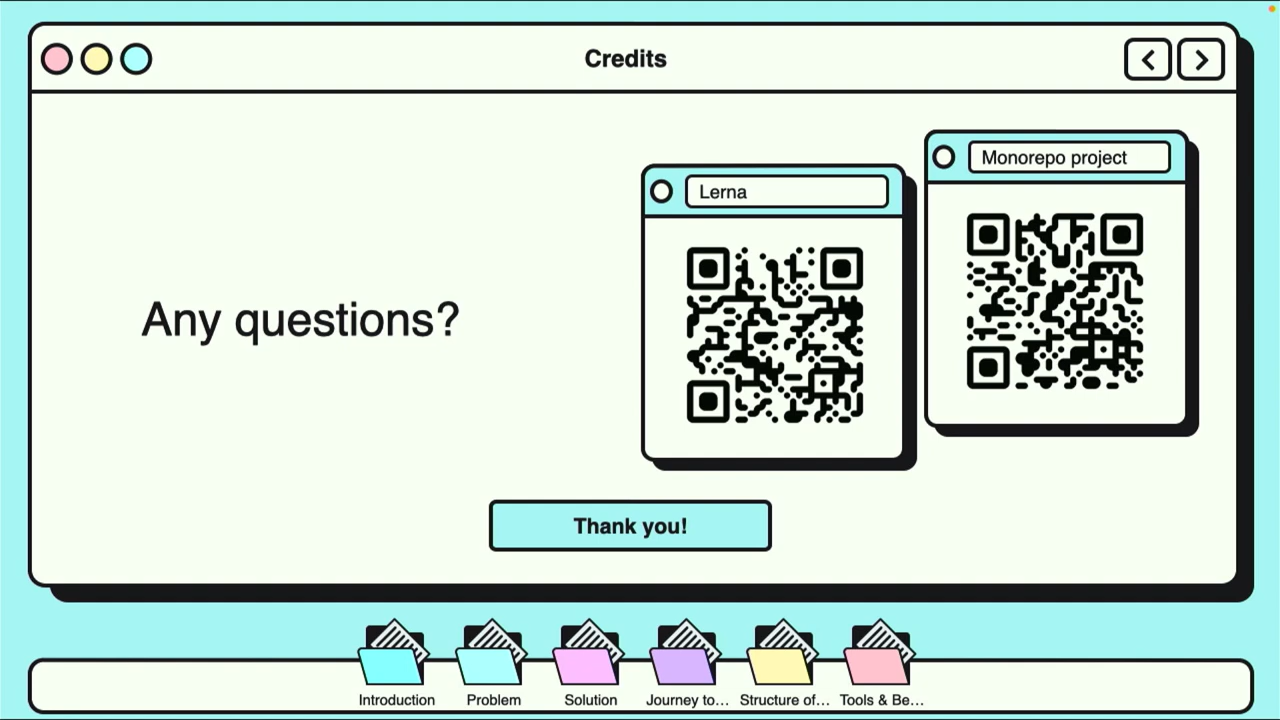 Credits
Monorepo project
Lerna
Any questions?
Thank you!
Introduction
Problem
Solution
Journey to...
Structure of...
Tools & Be...